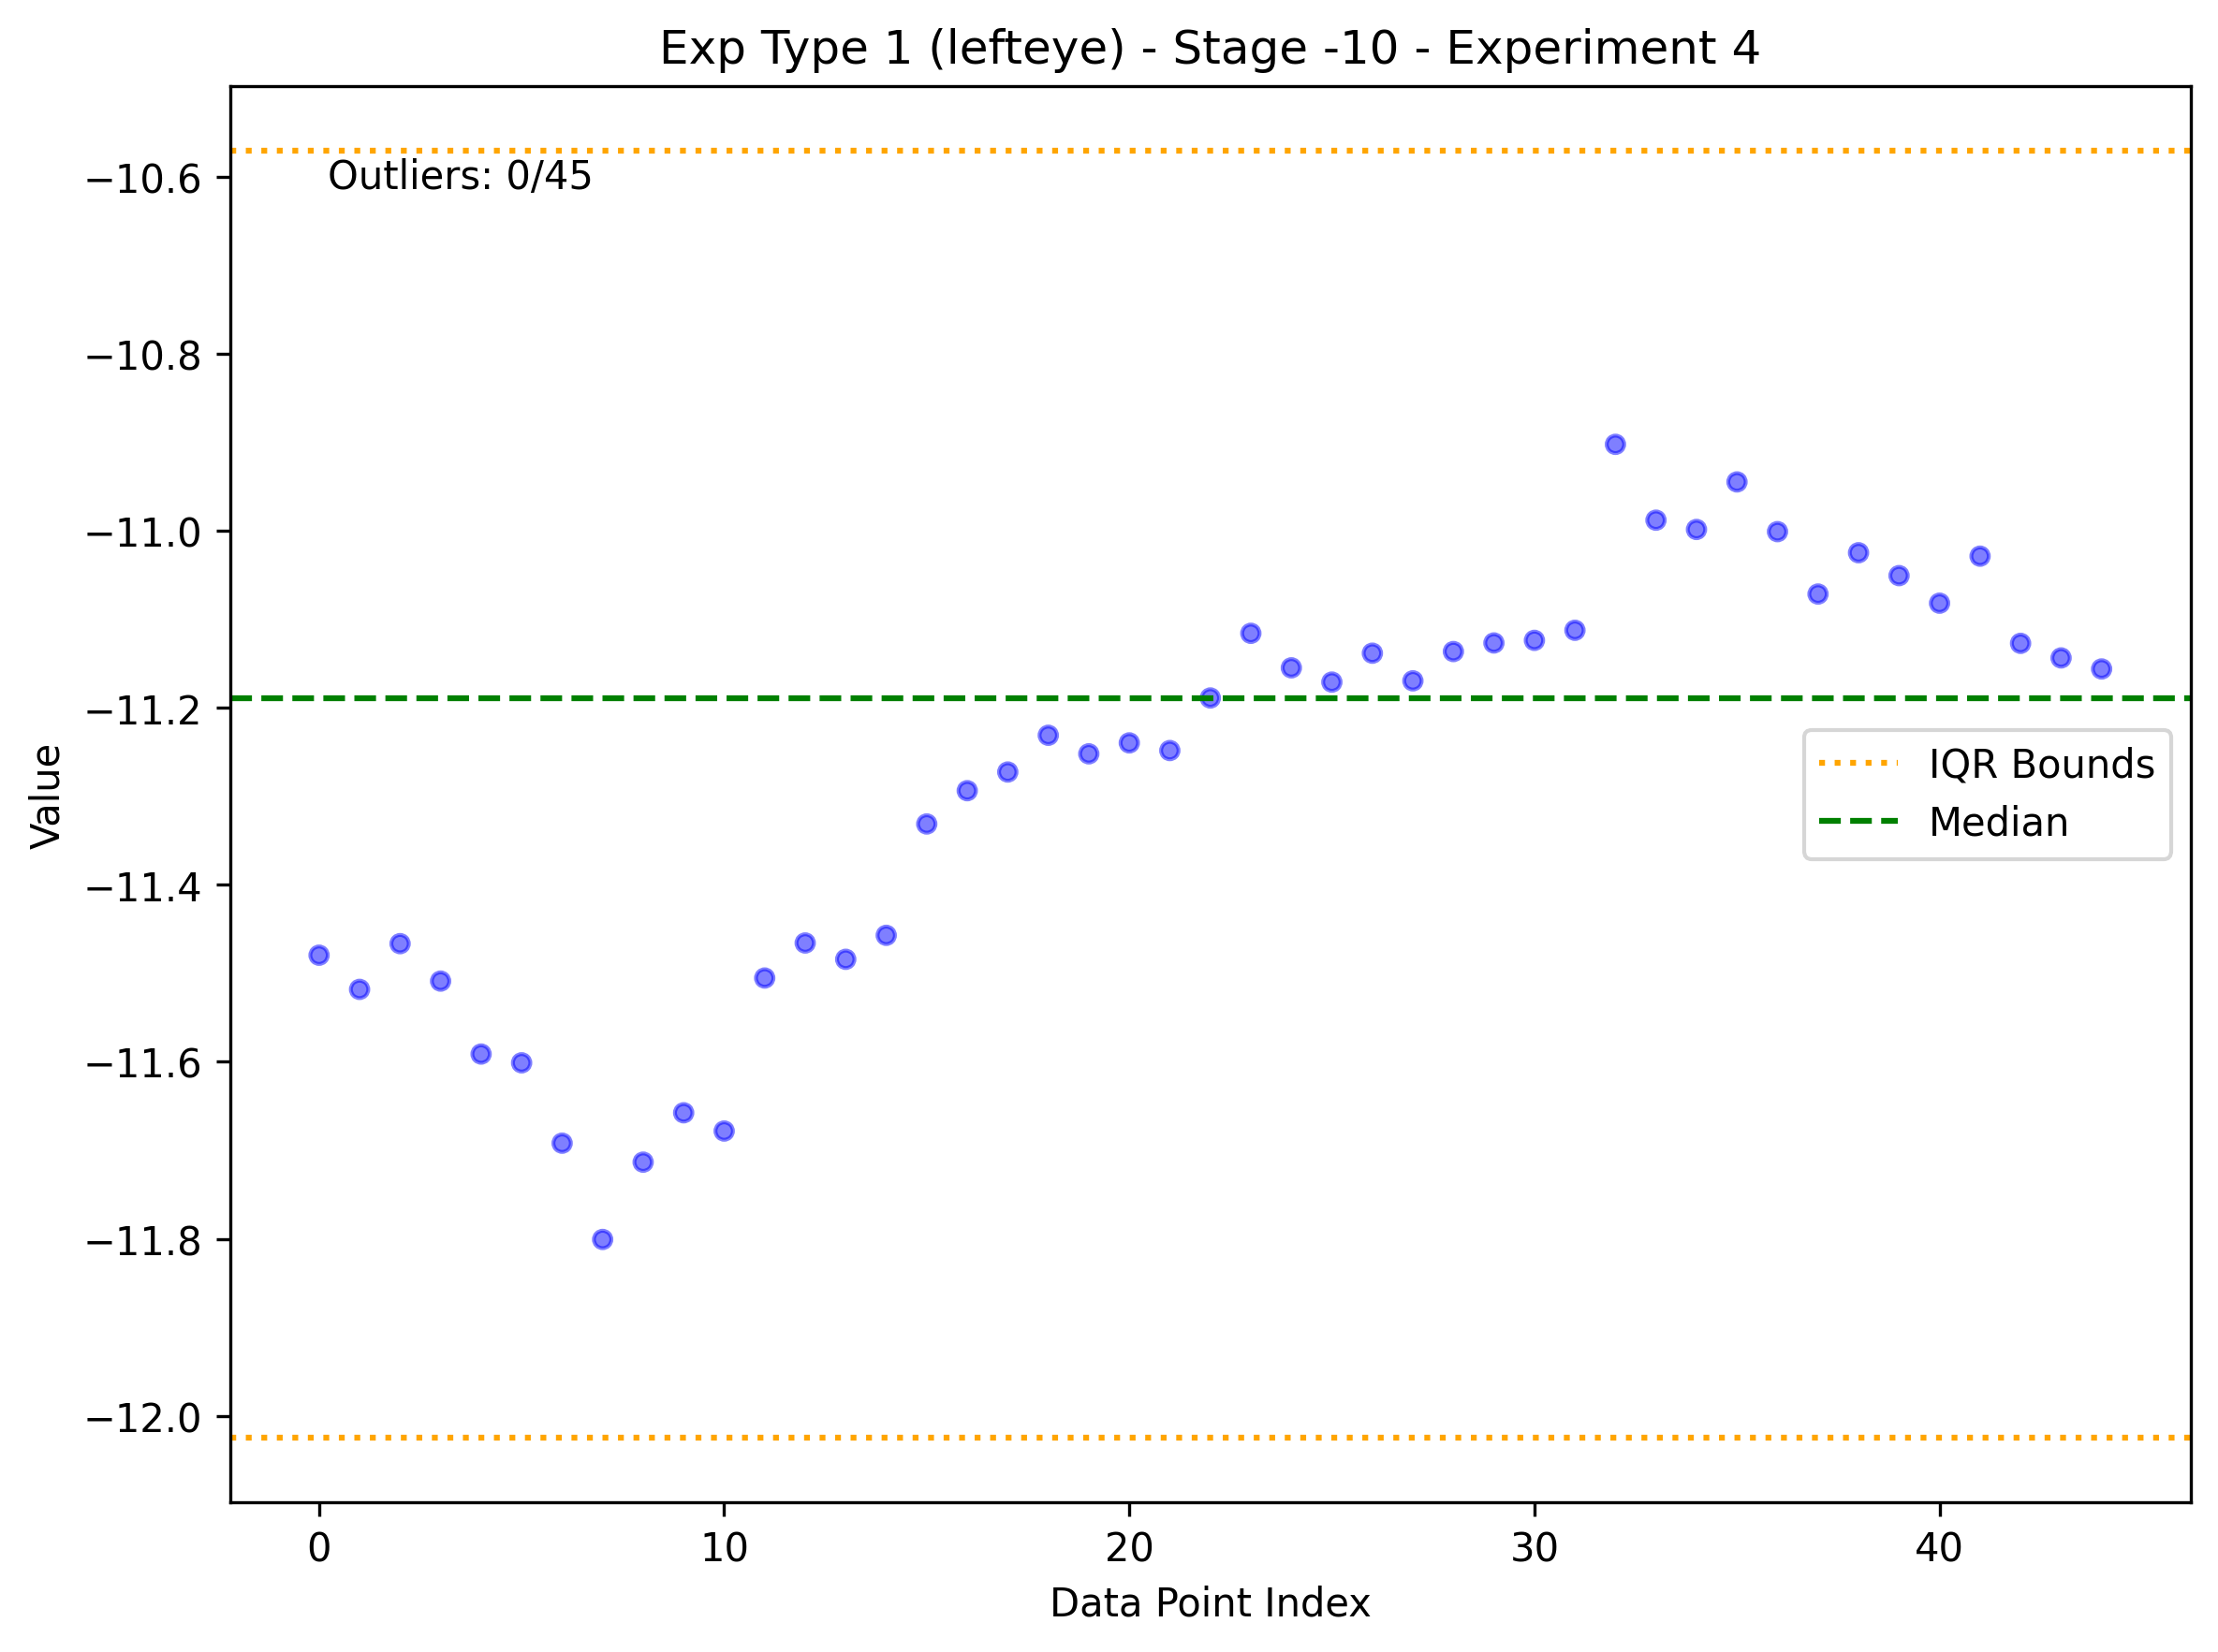 Exp Type 1 (lefteye) - Stage -10 - Experiment 4
Outliers: 0/45
−10.6
−10.8
−11.0
−11.2
−11.4
−11.6
−11.8
−12.0
Value
IQR Bounds
Median
0 10 20 30 40
Data Point Index